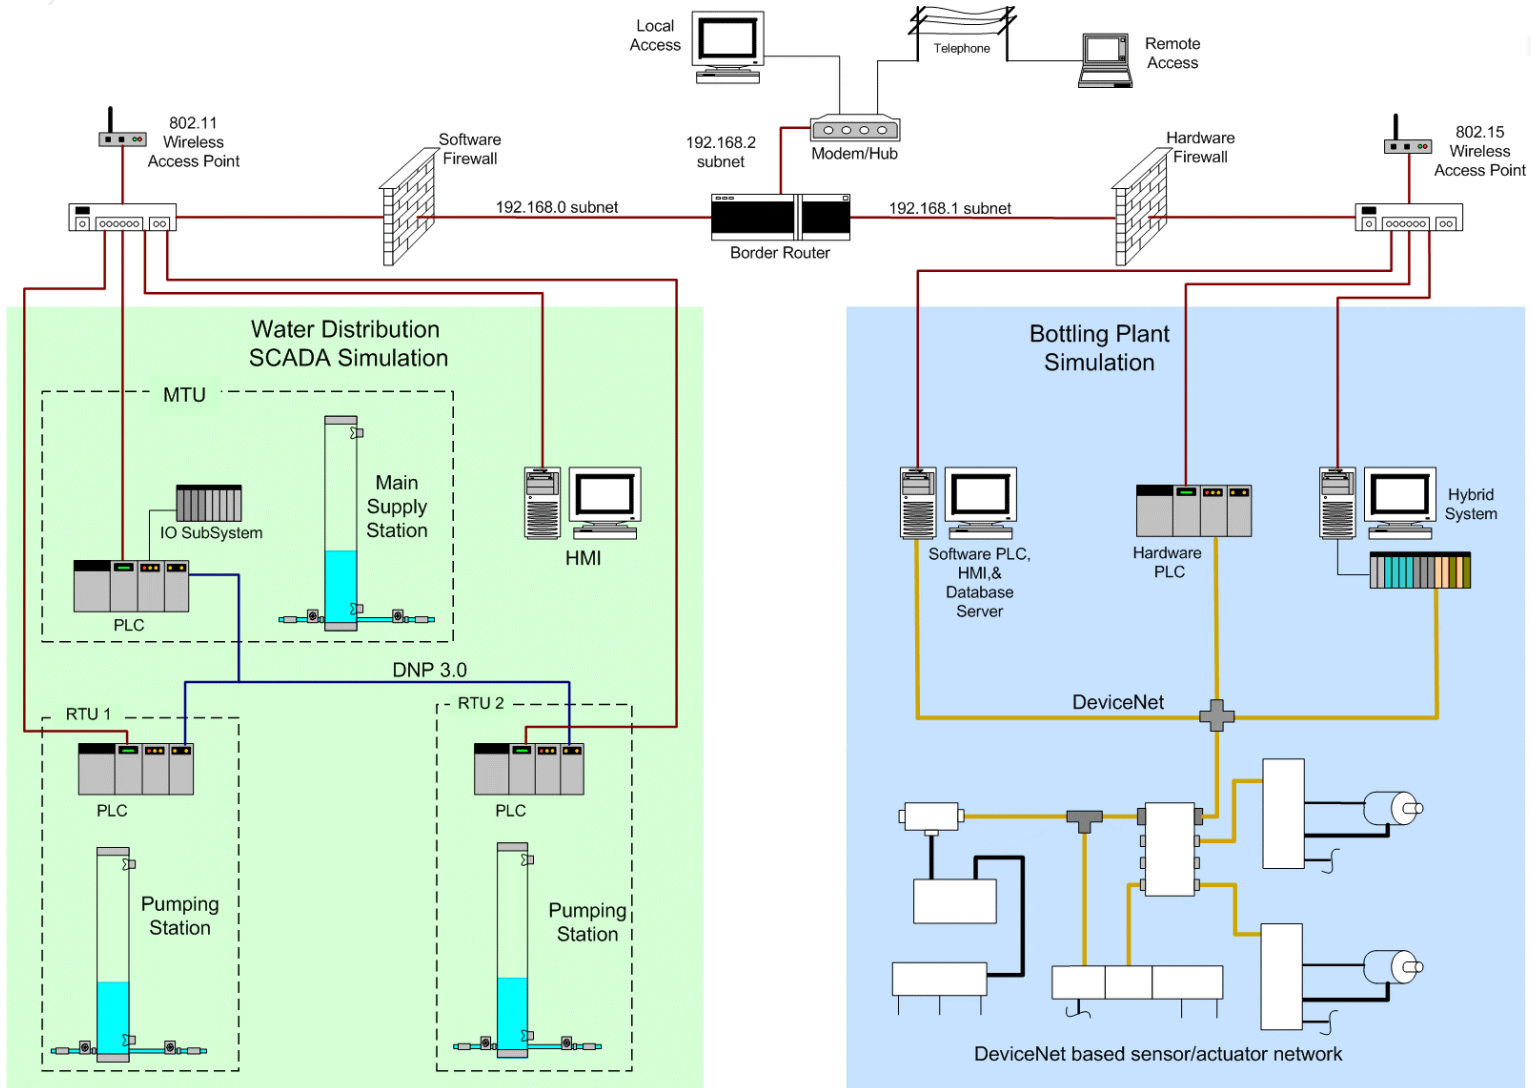 Local
Access
Telephone
Remote
Access
802.11
Wireless
Access Point
Software
Firewall
192.168.2
subnet
Modem/Hub
Hardware
Firewall
802.15
Wireless
Access Point
192.168.0 subnet
192.168.1 subnet
Border Router
Water Distribution
SCADA Simulation
MTU
IO SubSystem
PLC
Main
Supply
Station
HMI
DNP 3.0
RTU 1
PLC
Pumping
Station
RTU 2
PLC
Pumping
Station
Bottling Plant
Simulation
Software PLC,
HMI,&
Database
Server
Hardware
PLC
Hybrid
System
DeviceNet
DeviceNet based sensor/actuator network